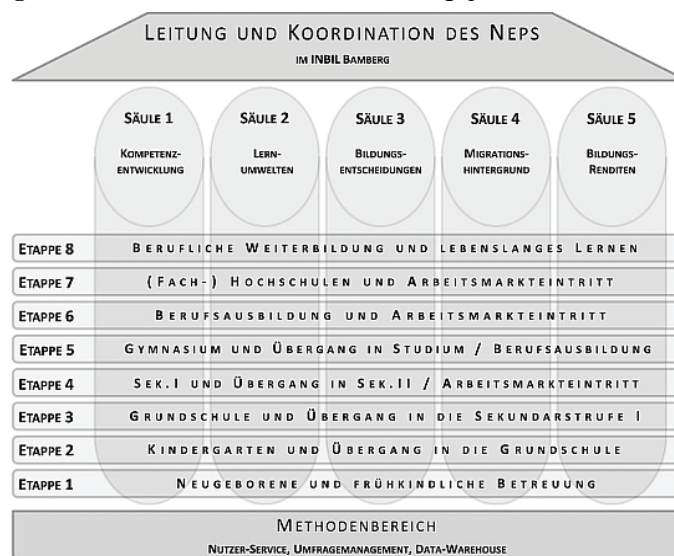 LEITUNG UND KOORDINATION DES NEPS
IM INBIL BAMBERG
SÄULE 1
KOMPETENZ-
ENTWICKLUNG
SÄULE 2
LERN-
UMWELTEN
SÄULE 3
BILDUNGS-
ENTSCHEIDUNGEN
SÄULE 4
MIGRATIONS-
HINTERGRUND
SÄULE 5
BILDUNGS-
RENDITEN
ETAPPE 8 BERUFLICHE WEITERBILDUNG UND LEBENSLANGES LERNEN
ETAPPE 7 (FACH-) HOCHSCHULEN UND ARBEITSMARKTEINTRITT
ETAPPE 6 BERUFSAUSBILDUNG UND ARBEITSMARKTEINTRITT
ETAPPE 5 GYMNASIUM UND ÜBERGANG IN STUDIUM / BERUFSAUSBILDUNG
ETAPPE 4 SEK.I UND ÜBERGANG IN SEK.II / ARBEITSMARKTEINTRITT
ETAPPE 3 GRUNDSCHULE UND ÜBERGANG IN DIE SEKUNDARSTRUFE I
ETAPPE 2 KINDERGARTEN UND ÜBERGANG IN DIE GRUNDSCHULE
ETAPPE 1 NEUGEBORENE UND FRÜHKINDLICHE BETREUUNG
METHODENBEREICH
NUTZER-SERVICE, UMFRAGEMANAGEMENT, DATA-WAREHOUSE